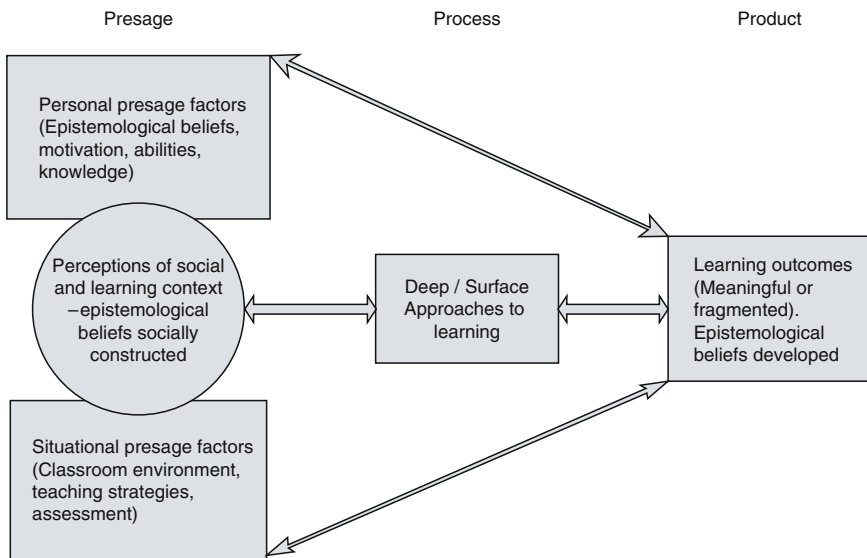 Presage
Process
Product
Personal presage factors
(Epistemological beliefs,
motivation, abilities,
knowledge)
Perceptions of social
and learning context
–epistemological
beliefs socially
constructed
Situational presage factors
(Classroom environment,
teaching strategies,
assessment)
Deep / Surface
Approaches to
learning
Learning outcomes
(Meaningful or
fragmented).
Epistemological
beliefs developed